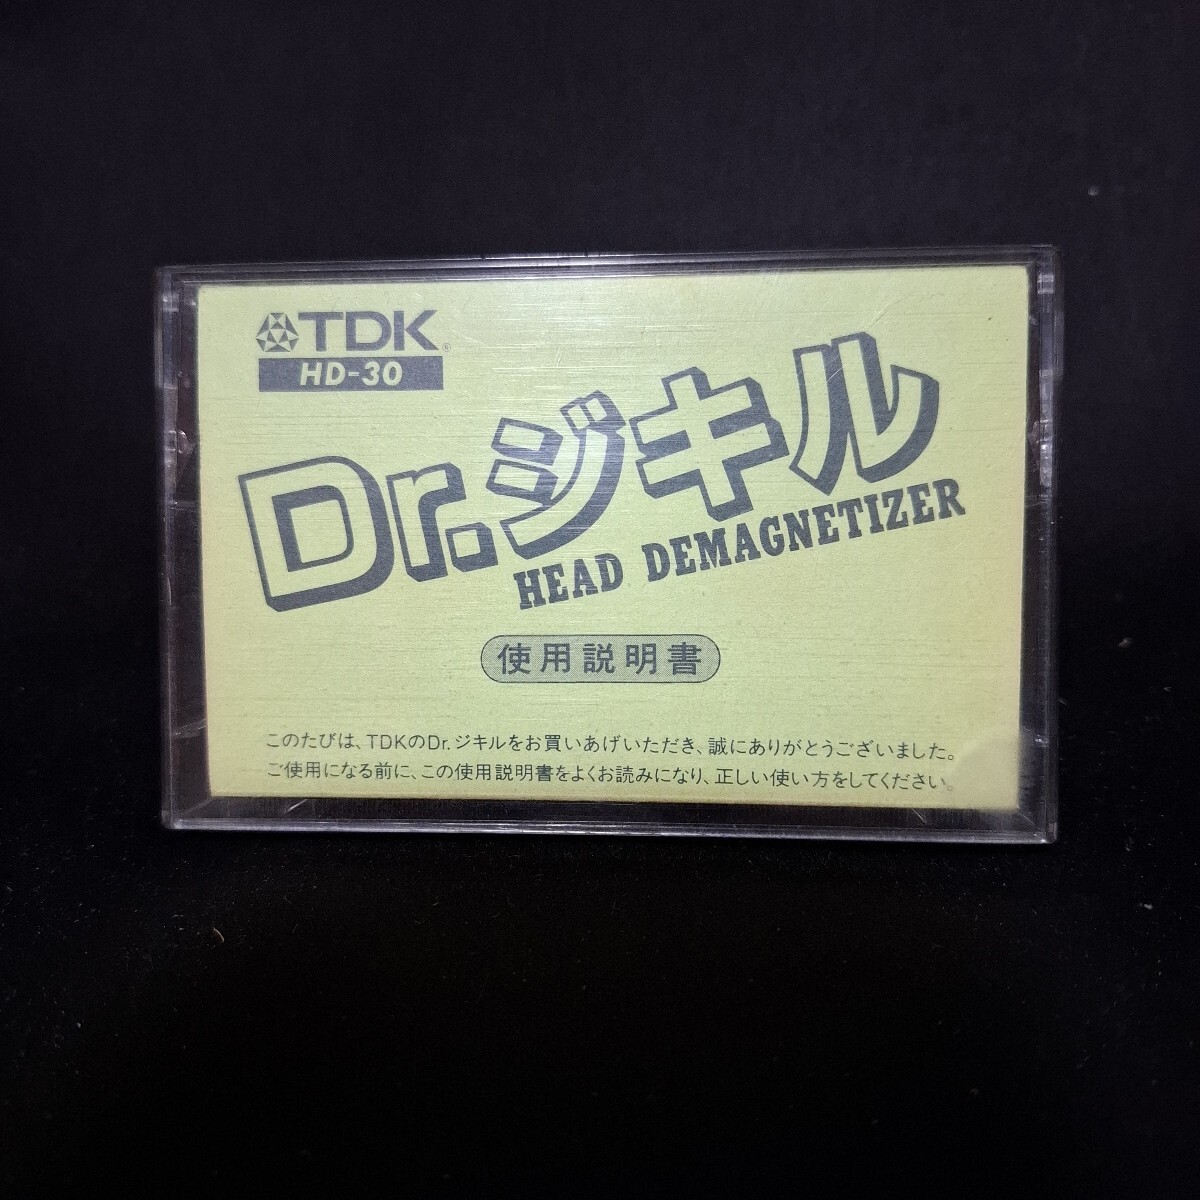 TDK®
HD-30
Dr.ジキル
HEAD DEMAGNETIZER
使用説明書
このたびは、TDKのDr.ジキルをお買いあげいただき、誠にありがとうございました。
ご使用になる前に、この使用説明書をよくお読みになり、正しい使い方をしてください。